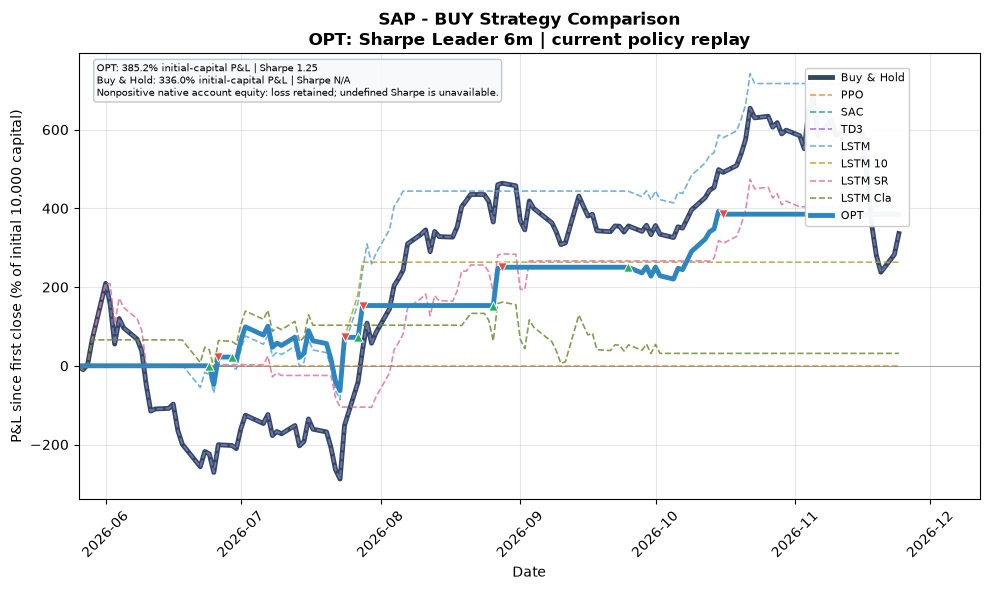 SAP - BUY Strategy Comparison
OPT: Sharpe Leader 6m | current policy replay
OPT: 385.2% initial-capital P&L | Sharpe 1.25
Buy & Hold: 336.0% initial-capital P&L | Sharpe N/A
Nonpositive native account equity: loss retained; undefined Sharpe is unavailable.
Buy & Hold
PPO
SAC
TD3
LSTM
LSTM 10
LSTM SR
LSTM Cla
OPT
P&L since first close (% of initial 10,000 capital)
600
400
200
0
−200
2026-06
2026-07
2026-08
2026-09
2026-10
2026-11
2026-12
Date